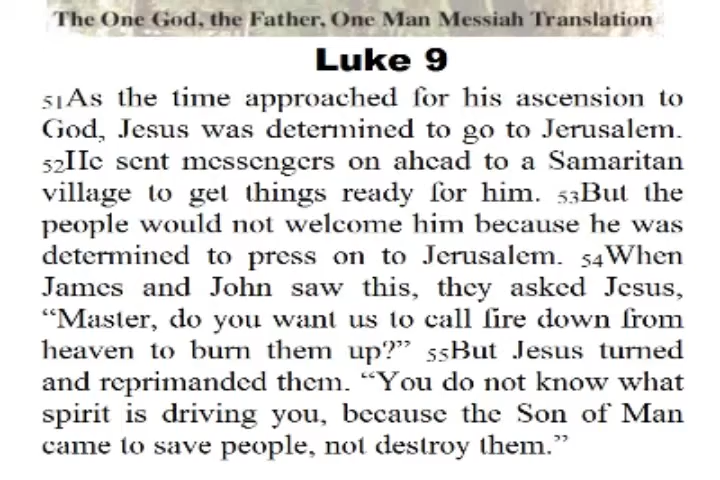 The One God, the Father, One Man Messiah Translation
Luke 9
51As the time approached for his ascension to
God, Jesus was determined to go to Jerusalem.
52He sent messengers on ahead to a Samaritan
village to get things ready for him. 53But the
people would not welcome him because he was
determined to press on to Jerusalem. 54When
James and John saw this, they asked Jesus,
“Master, do you want us to call fire down from
heaven to burn them up?” 55But Jesus turned
and reprimanded them. “You do not know what
spirit is driving you, because the Son of Man
came to save people, not destroy them.”